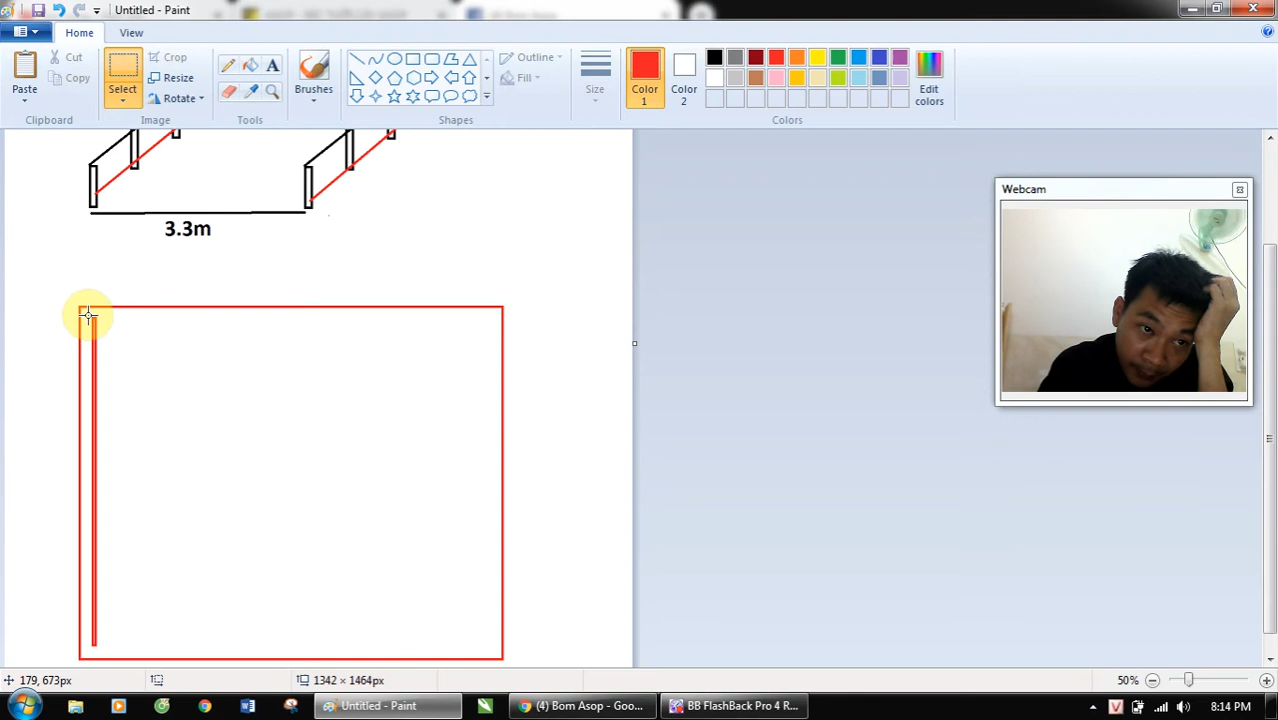 Untitled - Paint
Home
View
Paste
Cut
Copy
Clipboard
Select
Crop
Resize
Rotate
Image
Tools
Brushes
Shapes
Outline
Fill
Size
Color 1
Color 2
Edit colors
Colors
3.3m
Webcam
179, 673px
1342 × 1464px
50%
Untitled - Paint
(4) Bom Asop - Goo...
BB FlashBack Pro 4 R...
V
8:14 PM